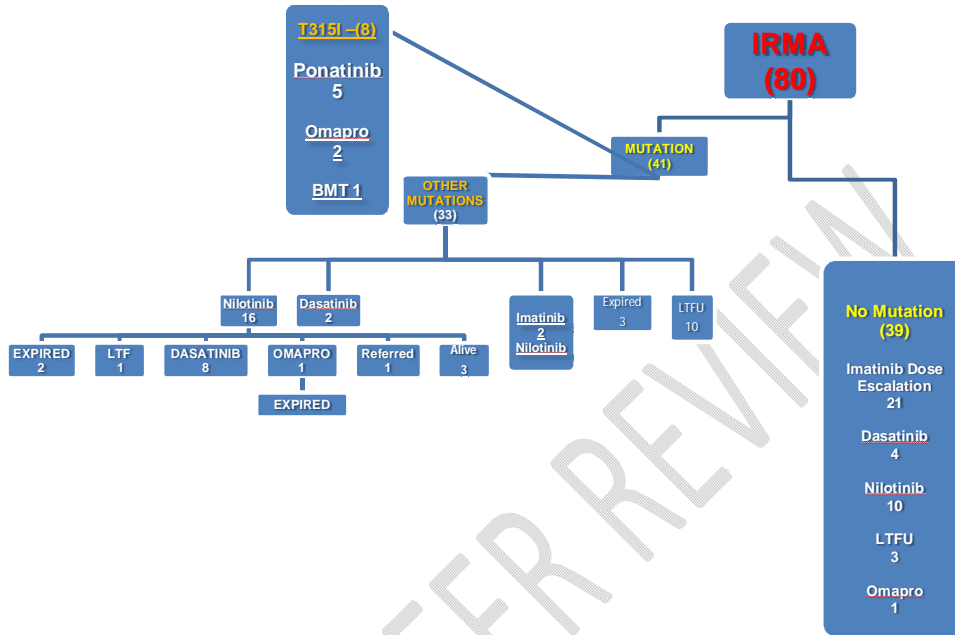 T315I –(8)
Ponatinib
5
Omapro
2
BMT 1
IRMA
(80)
MUTATION
(41)
OTHER
MUTATIONS
(33)
Nilotinib
16
Dasatinib
2
Imatinib
2
Nilotinib
Expired
3
LTFU
10
EXPIRED
2
LTF
1
DASATINIB
8
OMAPRO
1
Referred
1
Alive
3
EXPIRED
No Mutation
(39)
Imatinib Dose
Escalation
21
Dasatinib
4
Nilotinib
10
LTFU
3
Omapro
1
TER REVIEW